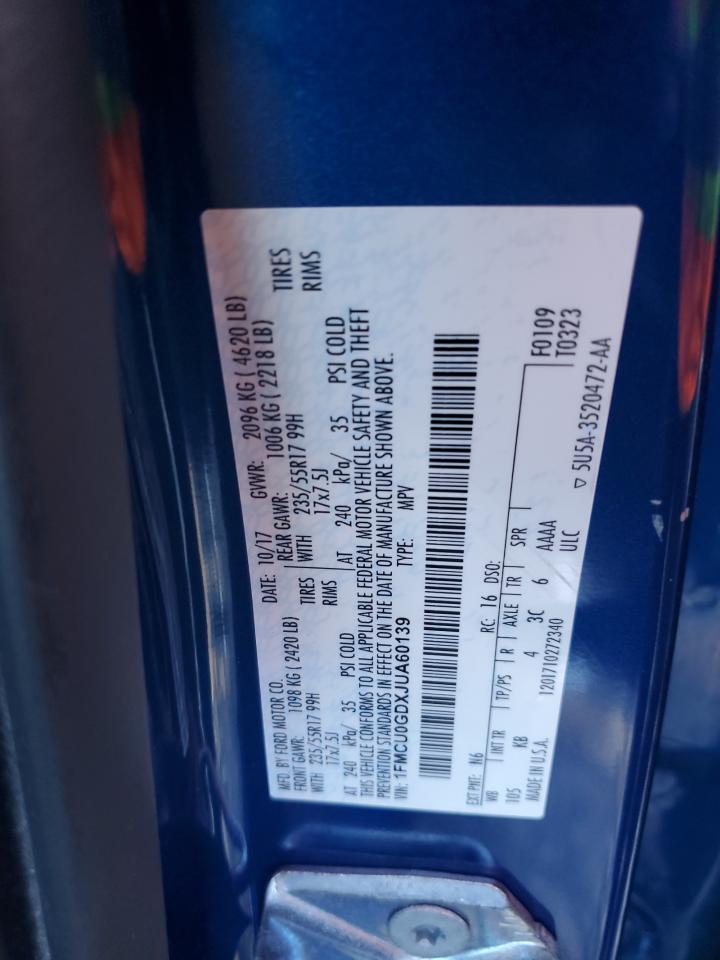 MFD. BY FORD MOTOR CO. DATE: 10/17 GVWR: 2096 KG ( 4620 LB)
FRONT GAWR: 1098 KG ( 2420 LB) REAR GAWR: 1006 KG ( 2218 LB)
WITH 235/55R17 99H TIRES WITH 235/55R17 99H TIRES
17x7.5J RIMS 17x7.5J RIMS
AT 240 kPa/ 35 PSI COLD AT 240 kPa/ 35 PSI COLD
THIS VEHICLE CONFORMS TO ALL APPLICABLE FEDERAL MOTOR VEHICLE SAFETY AND THEFT
PREVENTION STANDARDS IN EFFECT ON THE DATE OF MANUFACTURE SHOWN ABOVE.
VIN: 1FMCU0GDXJUA60139 TYPE: MPV
EXT PNT: N6 RC: 16 DSO: F0109
WB INT TR TP/PS R AXLE TR SPR T0323
105 KB 4 3C 6 AAAA
MADE IN U.S.A. 1201710272340 ULC ▽ 5U5A-3520472-AA